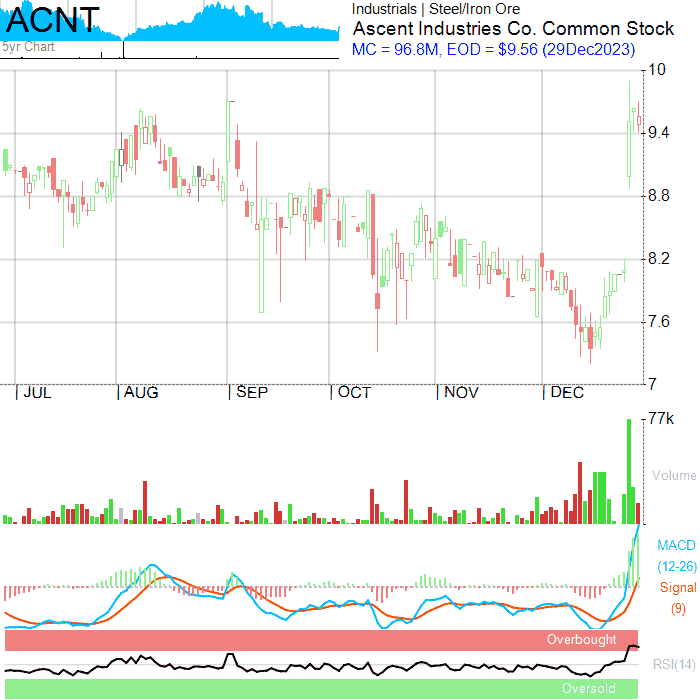 ACNT
5yr Chart
Industrials | Steel/Iron Ore
Ascent Industries Co. Common Stock
MC = 96.8M, EOD = $9.56 (29Dec2023)
10
9.4
8.8
8.2
7.6
7
JUL AUG SEP OCT NOV DEC
77k
Volume
MACD
(12-26)
Signal
(9)
Overbought
RSI(14)
Oversold